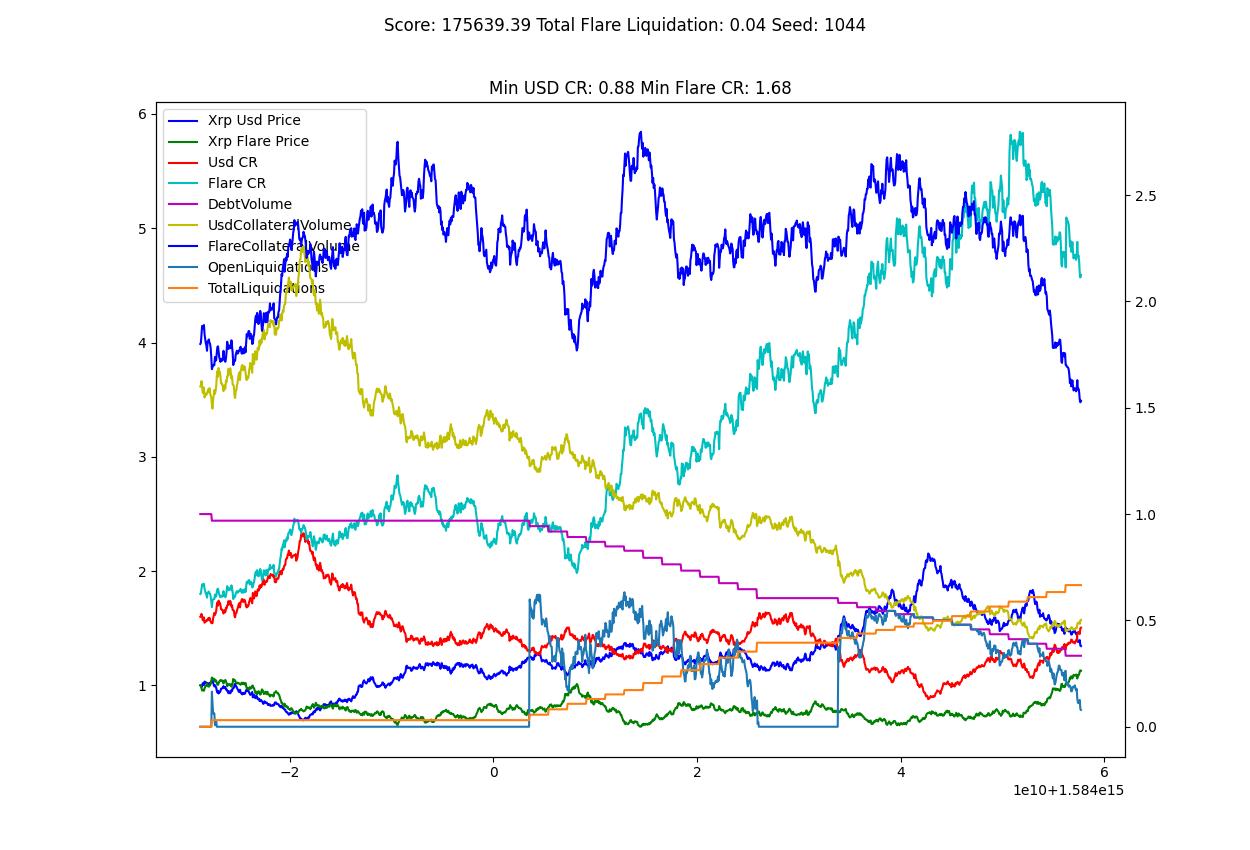 Score: 175639.39 Total Flare Liquidation: 0.04 Seed: 1044
Min USD CR: 0.88 Min Flare CR: 1.68
Xrp Usd Price
Xrp Flare Price
Usd CR
Flare CR
DebtVolume
UsdCollateralVolume
FlareCollateralVolume
OpenLiquidations
TotalLiquidations
6
5
4
3
2
1
2.5
2.0
1.5
1.0
0.5
0.0
−2 0 2 4 6
1e10+1.584e15